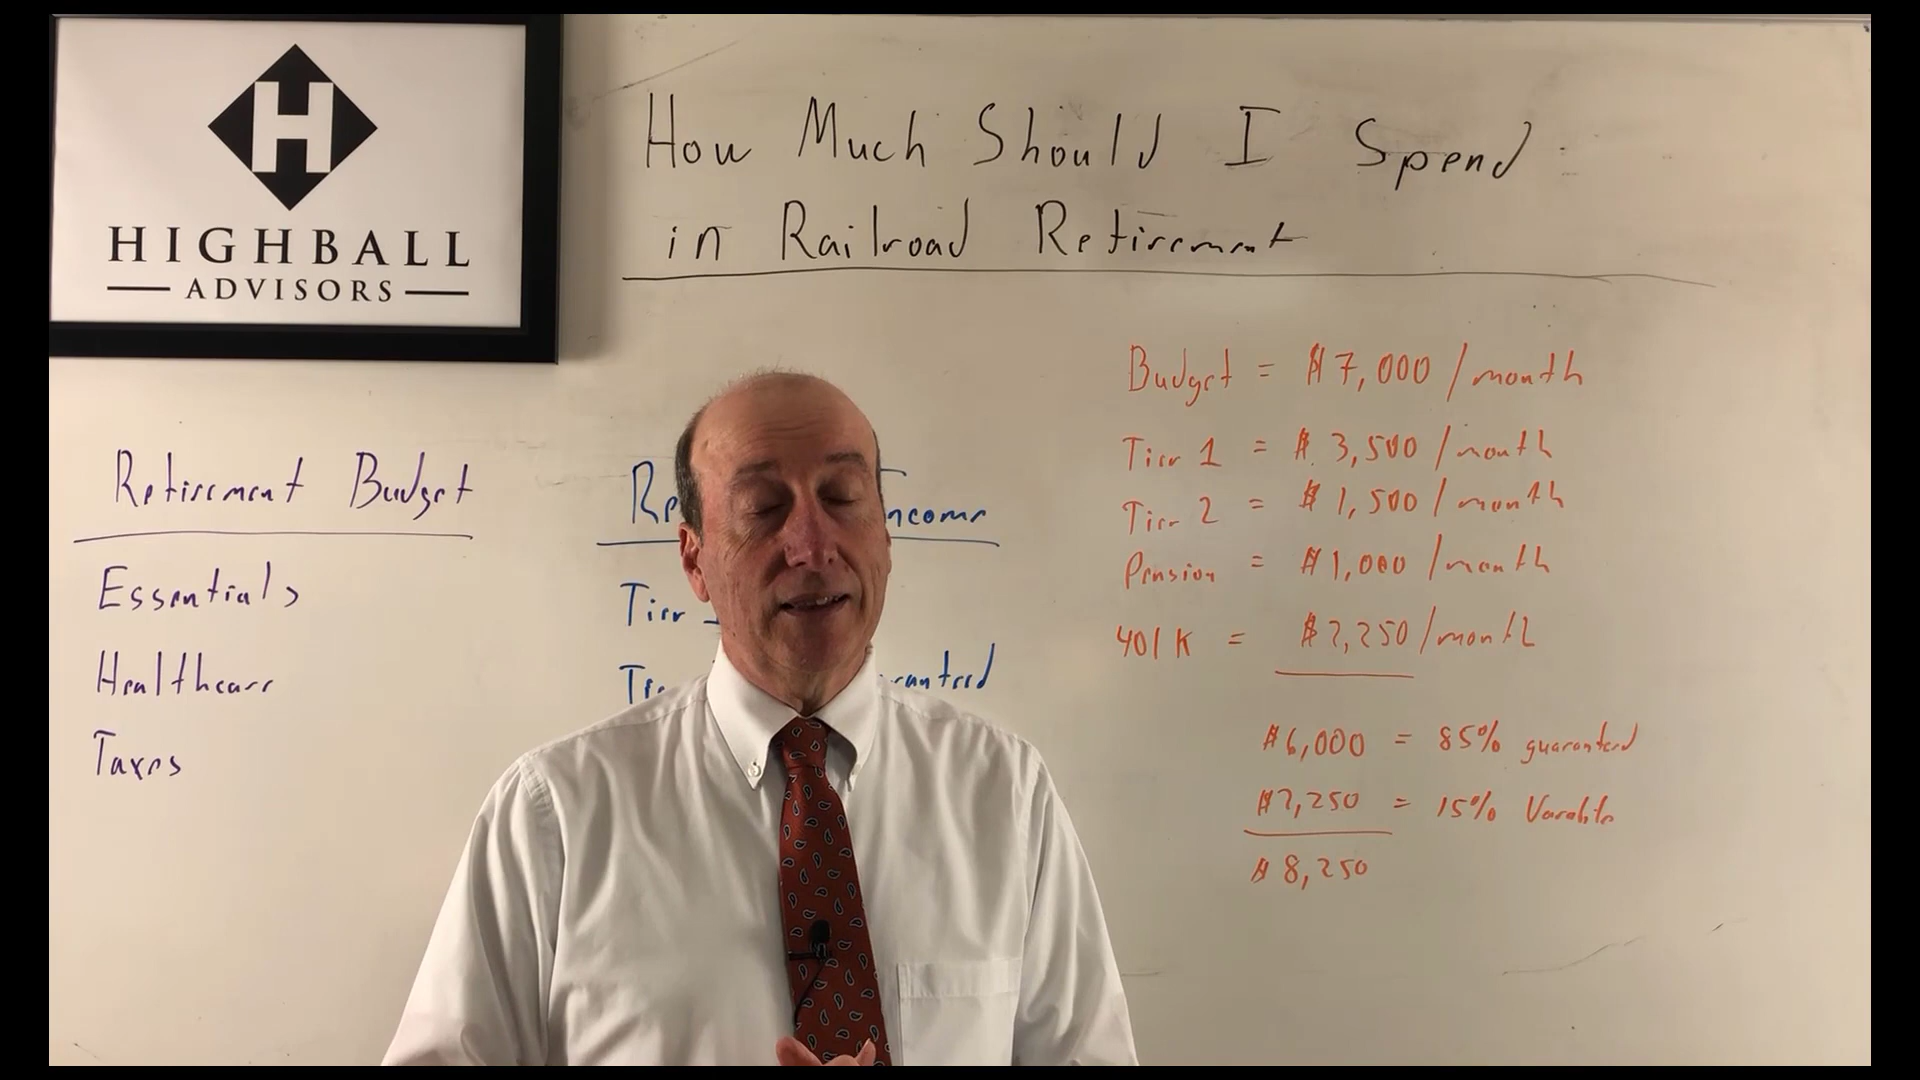 H
HIGHBALL
ADVISORS
How Much Should I Spend
in Railroad Retirement
Retirement Budget
Essentials
Healthcare
Taxes
Tier
Budget = $7,000 / month
Tier 1 = $3,500 / month
Tier 2 = $1,500 / month
Pension = $1,000 / month
401K = $2,250 / month
$6,000 = 85% guaranteed
$2,250 = 15% Variable
$8,250